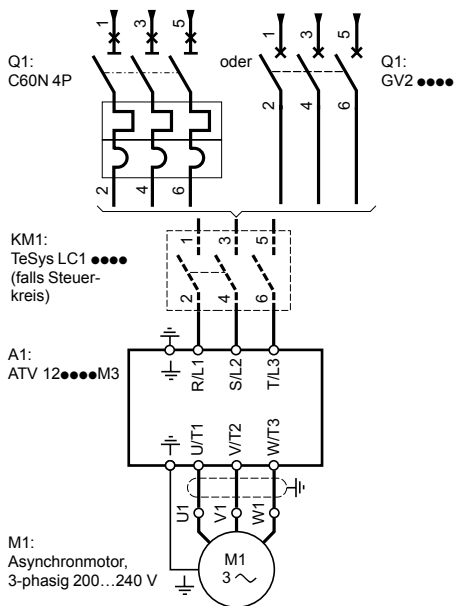 1 3 5
1 3 5
Q1:
C60N 4P
oder
Q1:
GV2 ●●●●
2 4 6
2 4 6
KM1:
TeSys LC1 ●●●●
(falls Steuer-
kreis)
1 3 5
2 4 6
A1:
ATV 12●●●●M3
R/L1 S/L2 T/L3
U/T1 V/T2 W/T3
U1 V1 W1
M1:
Asynchronmotor,
3-phasig 200...240 V
M1
3 ~